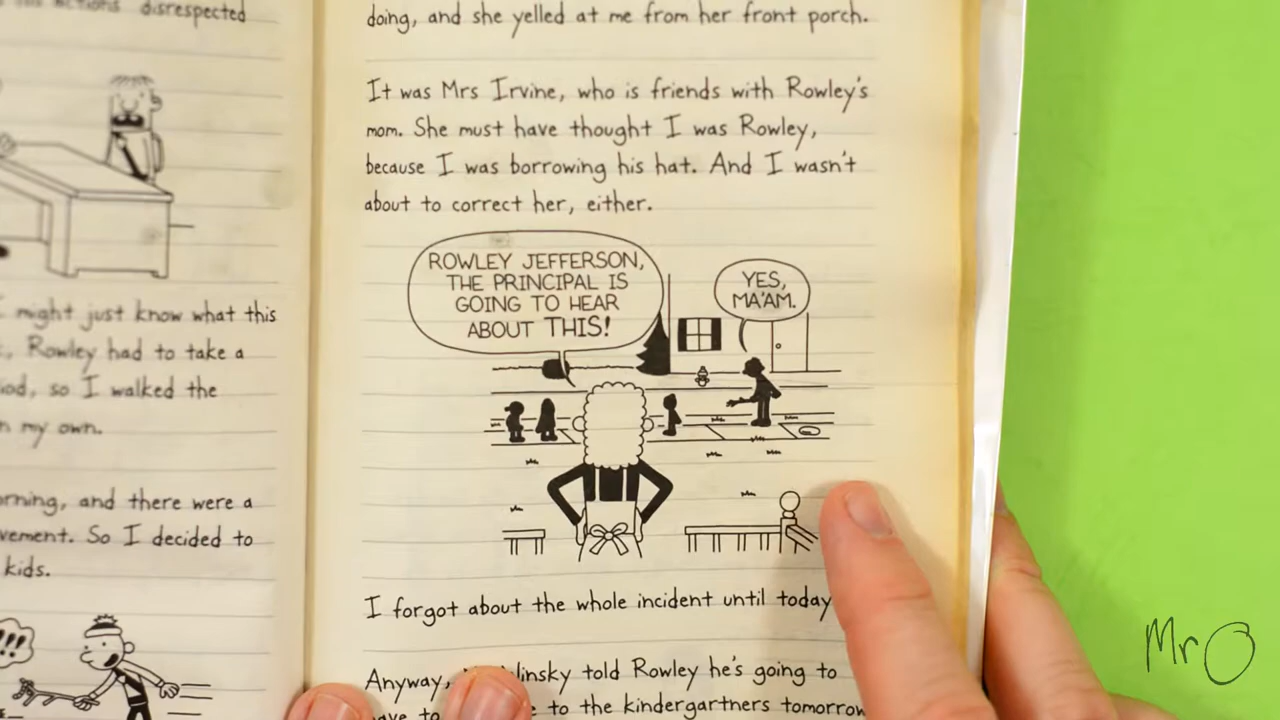 disrespected
might just know what this
Rowley had to take a
so I walked the
my own.
and there were a
So I decided to
kids.
!!!
doing, and she yelled at me from her front porch.
It was Mrs Irvine, who is friends with Rowley's
mom. She must have thought I was Rowley,
because I was borrowing his hat. And I wasn't
about to correct her, either.
ROWLEY JEFFERSON,
THE PRINCIPAL IS
GOING TO HEAR
ABOUT THIS!
YES,
MA'AM.
I forgot about the whole incident until today
Anyway, told Rowley he's going to
to the kindergartners tomorrow
Mr O